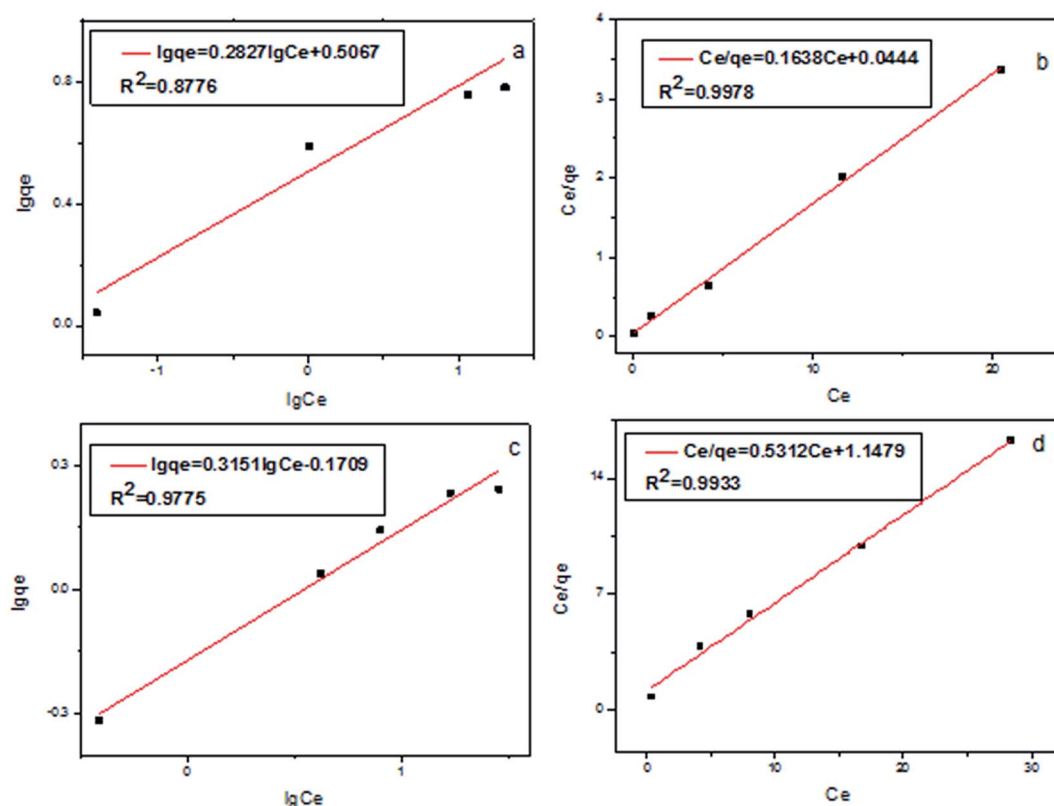 a
lgqe=0.2827lgCe+0.5067
R²=0.8776
0.8
0.4
0.0
lgqe
-1
0
1
lgCe
b
Ce/qe=0.1638Ce+0.0444
R²=0.9978
4
3
2
1
0
Ce/qe
0
10
20
Ce
c
lgqe=0.3151lgCe-0.1709
R²=0.9775
0.3
0.0
-0.3
lgqe
0
1
lgCe
d
Ce/qe=0.5312Ce+1.1479
R²=0.9933
14
7
0
Ce/qe
0
10
20
30
Ce